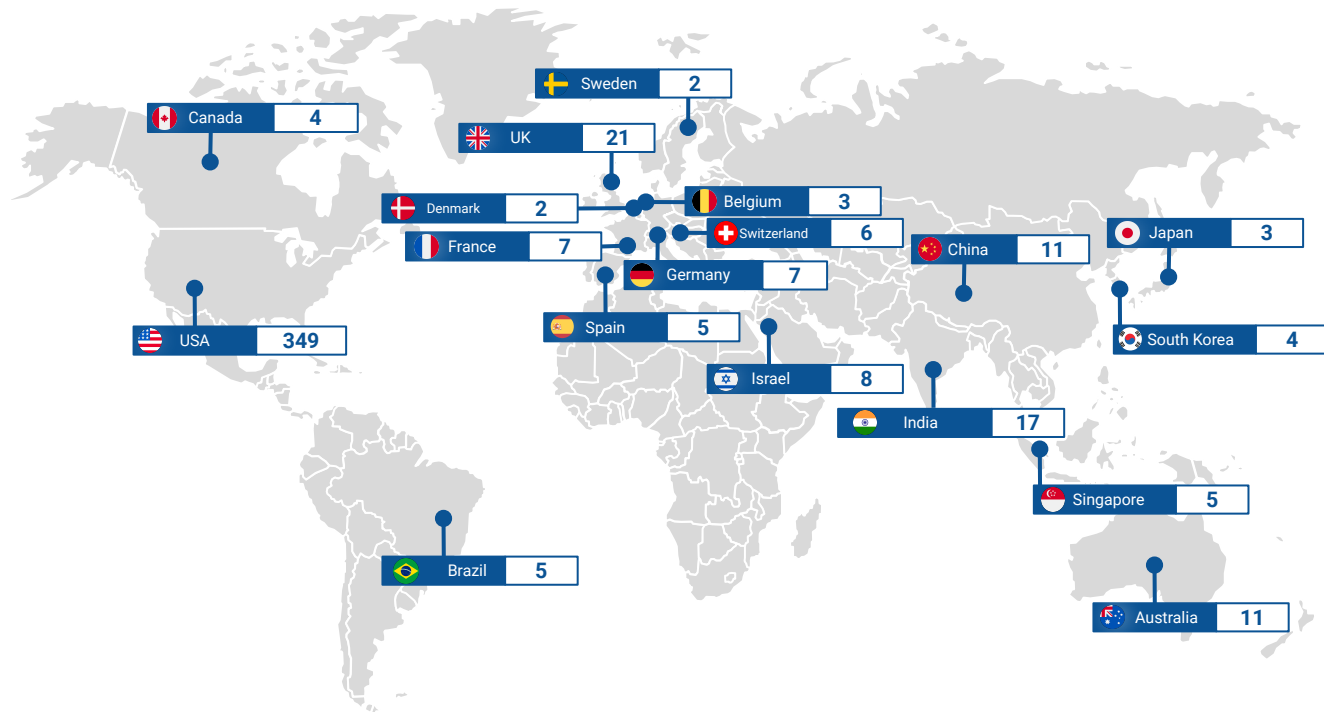 Sweden 2
Canada 4
UK 21
Denmark 2
Belgium 3
France 7
Switzerland 6
China 11
Japan 3
Germany 7
Spain 5
USA 349
South Korea 4
Israel 8
India 17
Singapore 5
Brazil 5
Australia 11